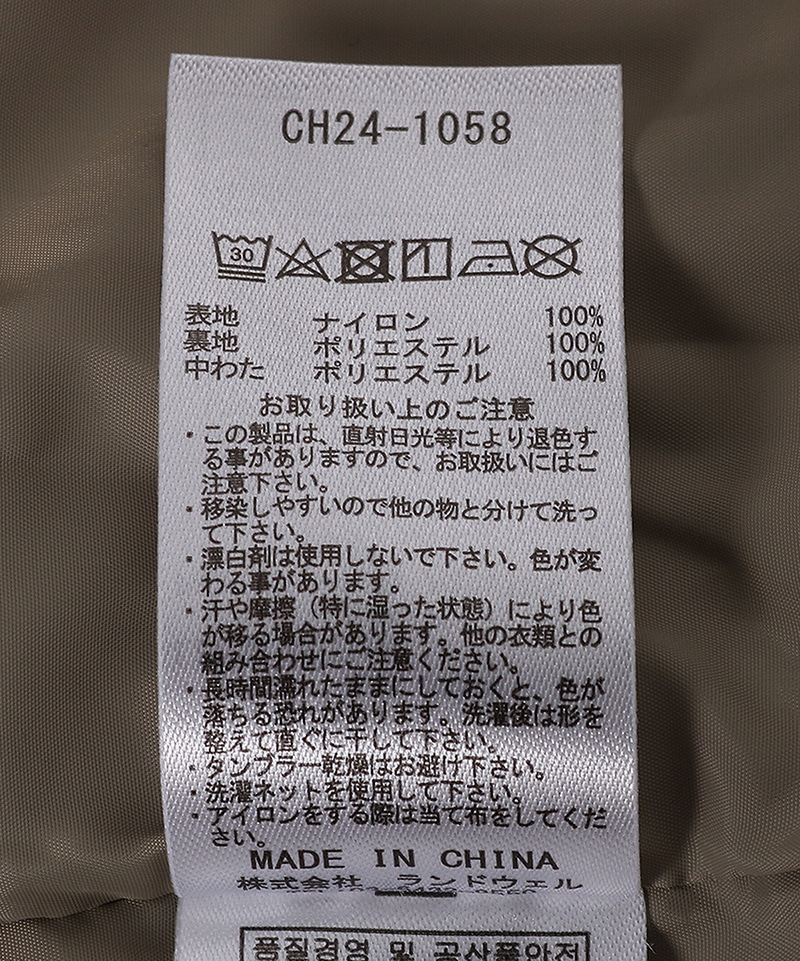 CH24-1058
30
表地 ナイロン 100%
裏地 ポリエステル 100%
中わた ポリエステル 100%
お取り扱い上のご注意
・この製品は、直射日光等により退色す
る事がありますので、お取扱いにはご
注意下さい。
・移染しやすいので他の物と分けて洗っ
て下さい。
・漂白剤は使用しないで下さい。色が変
わる事があります。
・汗や摩擦（特に湿った状態）により色
が移る場合があります。他の衣類との
組み合わせにご注意ください。
・長時間濡れたままにしておくと、色が
落ちる恐れがあります。洗濯後は形を
整えて直ぐに干して下さい。
・タンブラー乾燥はお避け下さい。
・洗濯ネットを使用して下さい。
・アイロンをする際は当て布をしてくだ
さい。
MADE IN CHINA
株式会社 ランドウェル
품질경영 및 공산품안전